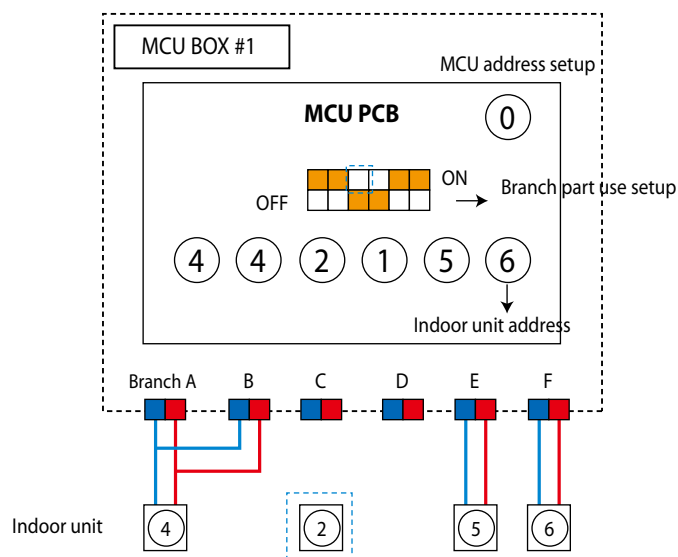 MCU BOX #1
MCU address setup
MCU PCB
0
ON
OFF
Branch part use setup
4 4 2 1 5 6
Indoor unit address
Branch A B C D E F
Indoor unit 4 2 5 6